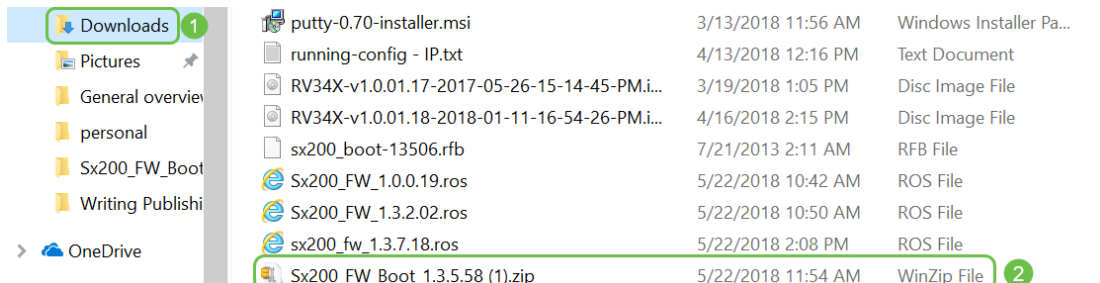 Downloads 1
Pictures
General overview
personal
Sx200_FW_Boot
Writing Publishi
OneDrive
putty-0.70-installer.msi 3/13/2018 11:56 AM Windows Installer Pa...
running-config - IP.txt 4/13/2018 12:16 PM Text Document
RV34X-v1.0.01.17-2017-05-26-15-14-45-PM.i... 3/19/2018 1:05 PM Disc Image File
RV34X-v1.0.01.18-2018-01-11-16-54-26-PM.i... 4/16/2018 2:15 PM Disc Image File
sx200_boot-13506.rfb 7/21/2013 2:11 AM RFB File
Sx200_FW_1.0.0.19.ros 5/22/2018 10:42 AM ROS File
Sx200_FW_1.3.2.02.ros 5/22/2018 10:50 AM ROS File
sx200_fw_1.3.7.18.ros 5/22/2018 2:08 PM ROS File
Sx200_FW_Boot_1.3.5.58 (1).zip 5/22/2018 11:54 AM WinZip File 2